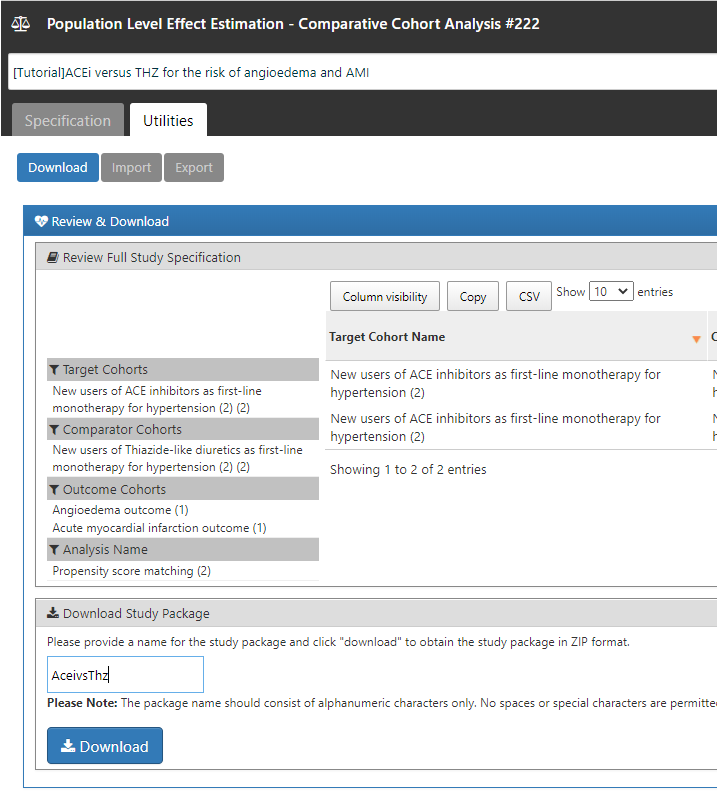 Population Level Effect Estimation - Comparative Cohort Analysis #222
[Tutorial]ACEi versus THZ for the risk of angioedema and AMI
Specification
Utilities
Download
Import
Export
Review & Download
Review Full Study Specification
Column visibility
Copy
CSV
Show 10 entries
Target Cohort Name
Target Cohorts
New users of ACE inhibitors as first-line
monotherapy for hypertension (2) (2)
Comparator Cohorts
New users of Thiazide-like diuretics as first-line
monotherapy for hypertension (2) (2)
Outcome Cohorts
Angioedema outcome (1)
Acute myocardial infarction outcome (1)
Analysis Name
Propensity score matching (2)
New users of ACE inhibitors as first-line monotherapy for
hypertension (2)
New users of ACE inhibitors as first-line monotherapy for
hypertension (2)
Showing 1 to 2 of 2 entries
Download Study Package
Please provide a name for the study package and click "download" to obtain the study package in ZIP format.
AceivsThz
Please Note: The package name should consist of alphanumeric characters only. No spaces or special characters are permitte
Download